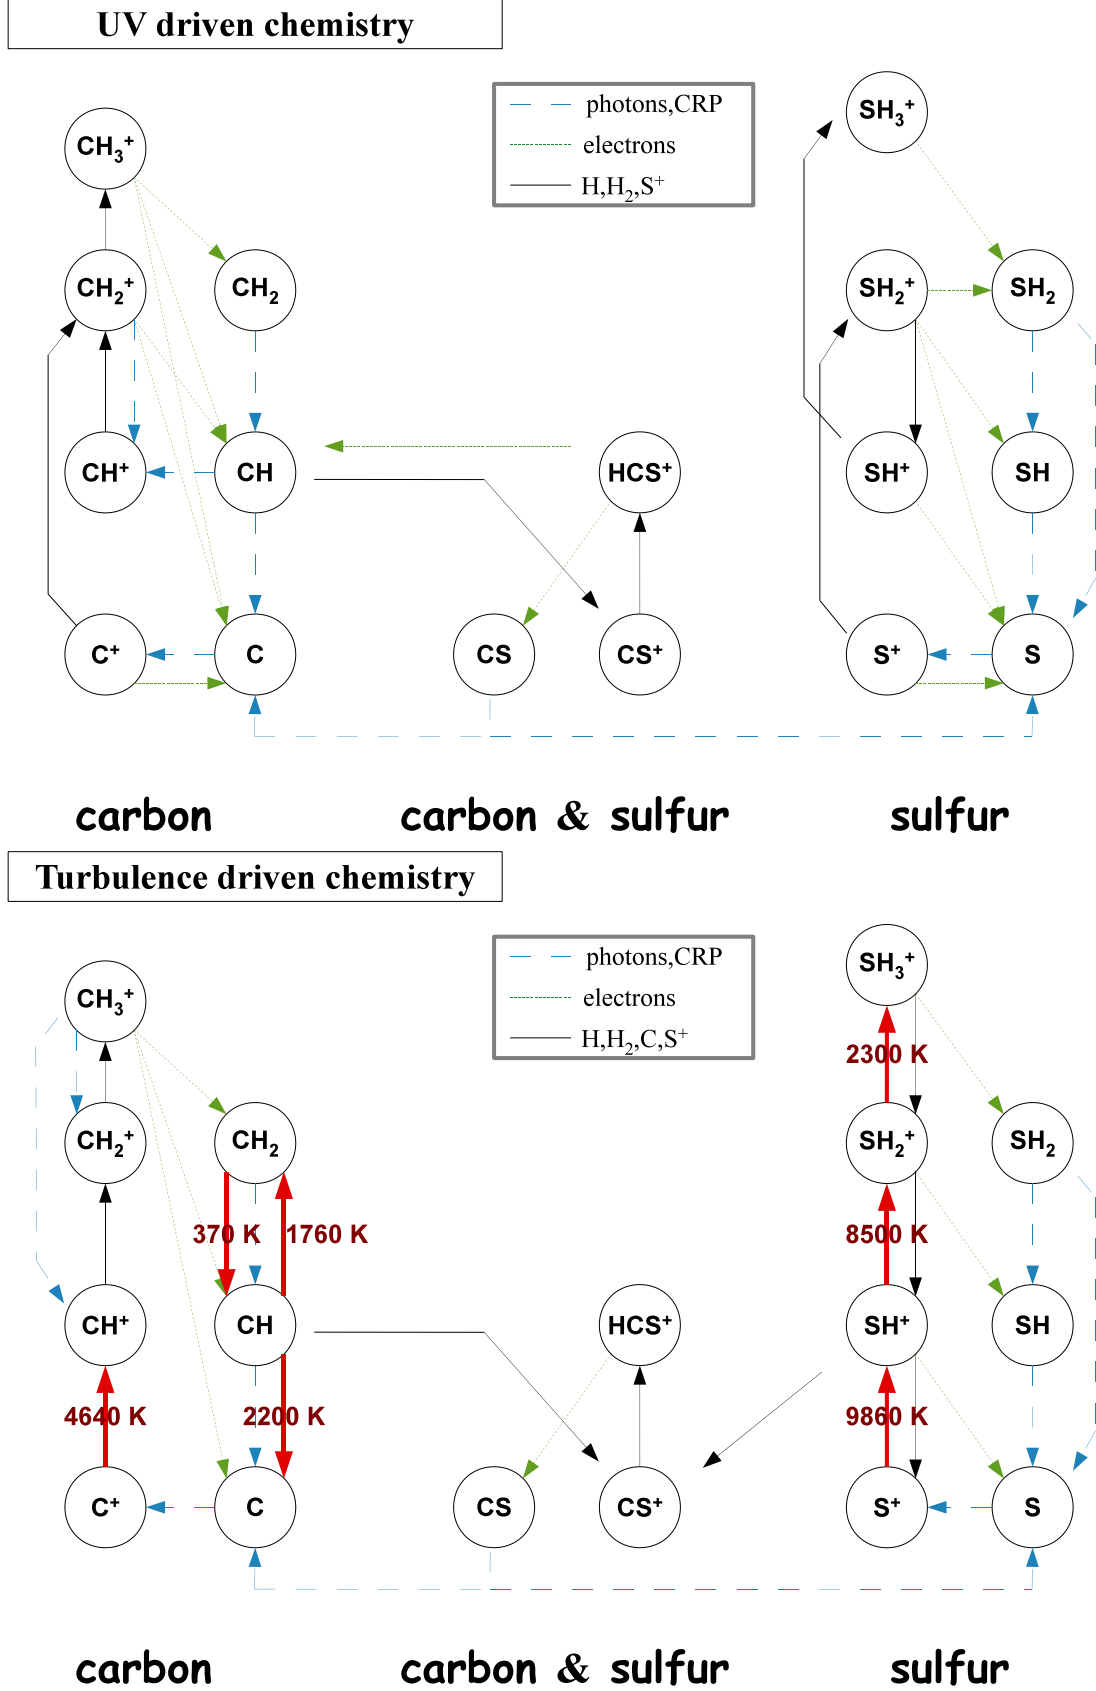 UV driven chemistry
photons,CRP
electrons
H,H₂,S⁺
SH₃⁺
CH₃⁺
CH₂⁺
CH₂
SH₂⁺
SH₂
CH⁺
CH
HCS⁺
SH⁺
SH
C⁺
C
CS
CS⁺
S⁺
S
carbon
carbon & sulfur
sulfur
Turbulence driven chemistry
photons,CRP
electrons
H,H₂,C,S⁺
SH₃⁺
CH₃⁺
2300 K
CH₂⁺
CH₂
SH₂⁺
SH₂
370 K
1760 K
8500 K
CH⁺
CH
HCS⁺
SH⁺
SH
4640 K
2200 K
9860 K
C⁺
C
CS
CS⁺
S⁺
S
carbon
carbon & sulfur
sulfur